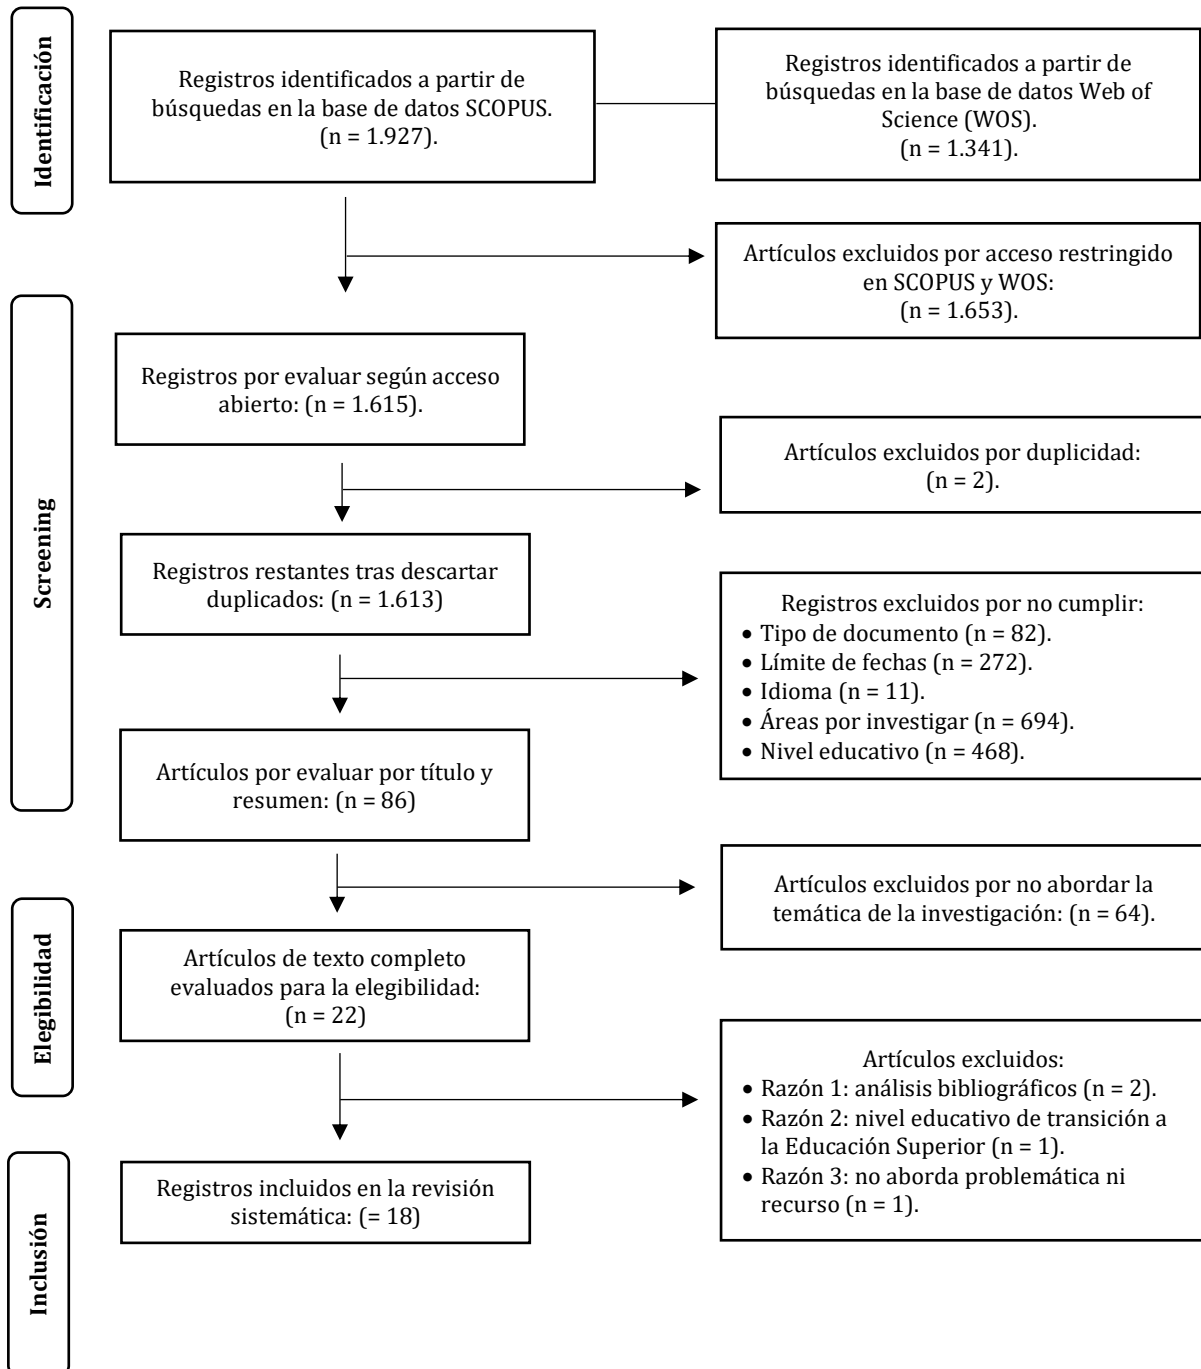 Identificación
Registros identificados a partir de
búsquedas en la base de datos SCOPUS.
(n = 1.927).
Registros identificados a partir de
búsquedas en la base de datos Web of
Science (WOS).
(n = 1.341).
Artículos excluidos por acceso restringido
en SCOPUS y WOS:
(n = 1.653).
Screening
Registros por evaluar según acceso
abierto: (n = 1.615).
Artículos excluidos por duplicidad:
(n = 2).
Registros restantes tras descartar
duplicados: (n = 1.613)
Registros excluidos por no cumplir:
• Tipo de documento (n = 82).
• Límite de fechas (n = 272).
• Idioma (n = 11).
• Áreas por investigar (n = 694).
• Nivel educativo (n = 468).
Artículos por evaluar por título y
resumen: (n = 86)
Artículos excluidos por no abordar la
temática de la investigación: (n = 64).
Elegibilidad
Artículos de texto completo
evaluados para la elegibilidad:
(n = 22)
Artículos excluidos:
• Razón 1: análisis bibliográficos (n = 2).
• Razón 2: nivel educativo de transición a
la Educación Superior (n = 1).
• Razón 3: no aborda problemática ni
recurso (n = 1).
Inclusión
Registros incluidos en la revisión
sistemática: (= 18)